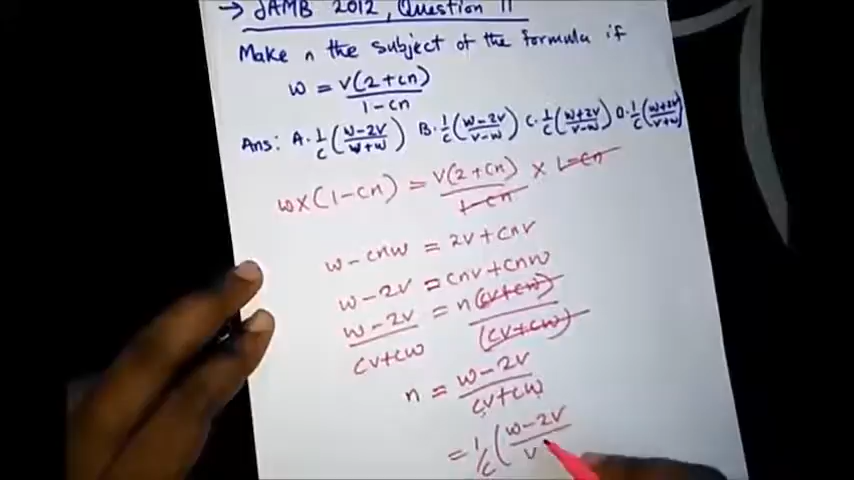 → JAMB 2012, Question 11
Make n the subject of the formula if
w = v(2+cn)/1-cn
Ans: A. 1/c(w-2v/v+w) B. 1/c(w-2v/v-w) C. 1/c(w+2v/v-w) D. 1/c(w+2v/v+w)
w×(1-cn) = v(2+cn)/1-cn × 1-cn
w-cnw = 2v+cnv
w-2v = cnv+cnw
w-2v/cv+cw = n(cv+cw)/(cv+cw)
n = w-2v/cv+cw
= 1/c(w-2v/v